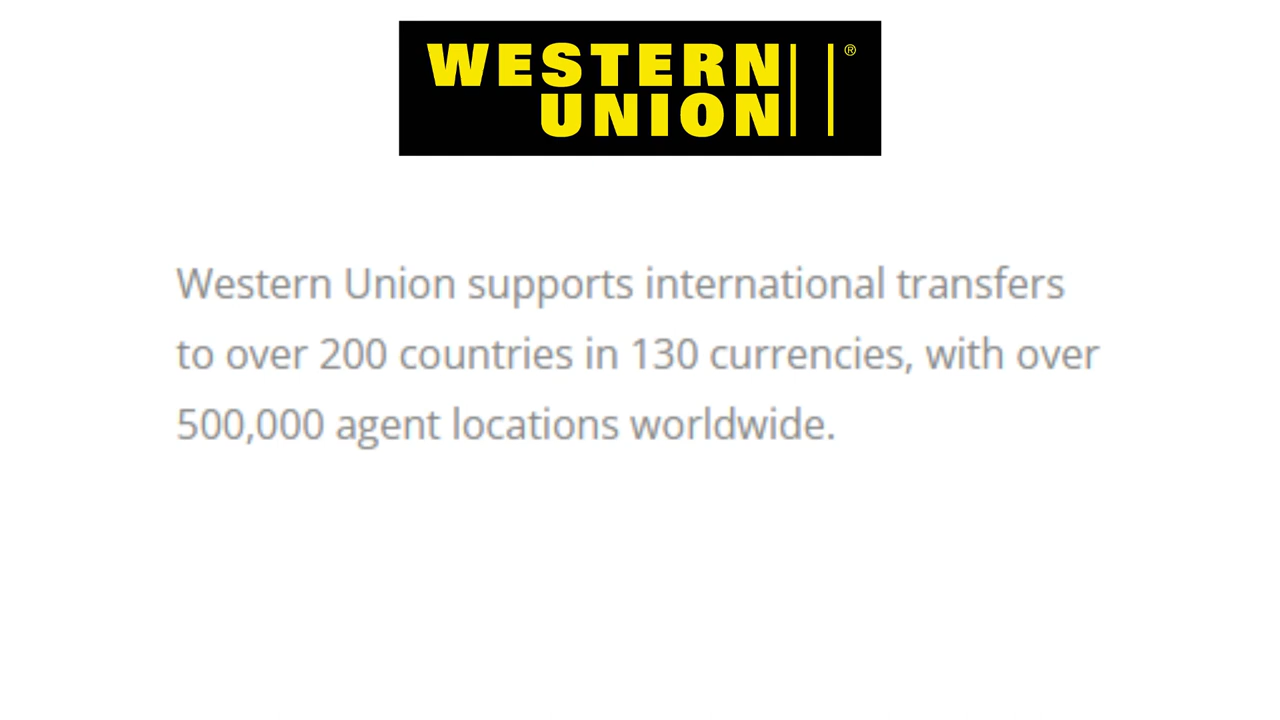 WESTERN
UNION ®
Western Union supports international transfers
to over 200 countries in 130 currencies, with over
500,000 agent locations worldwide.